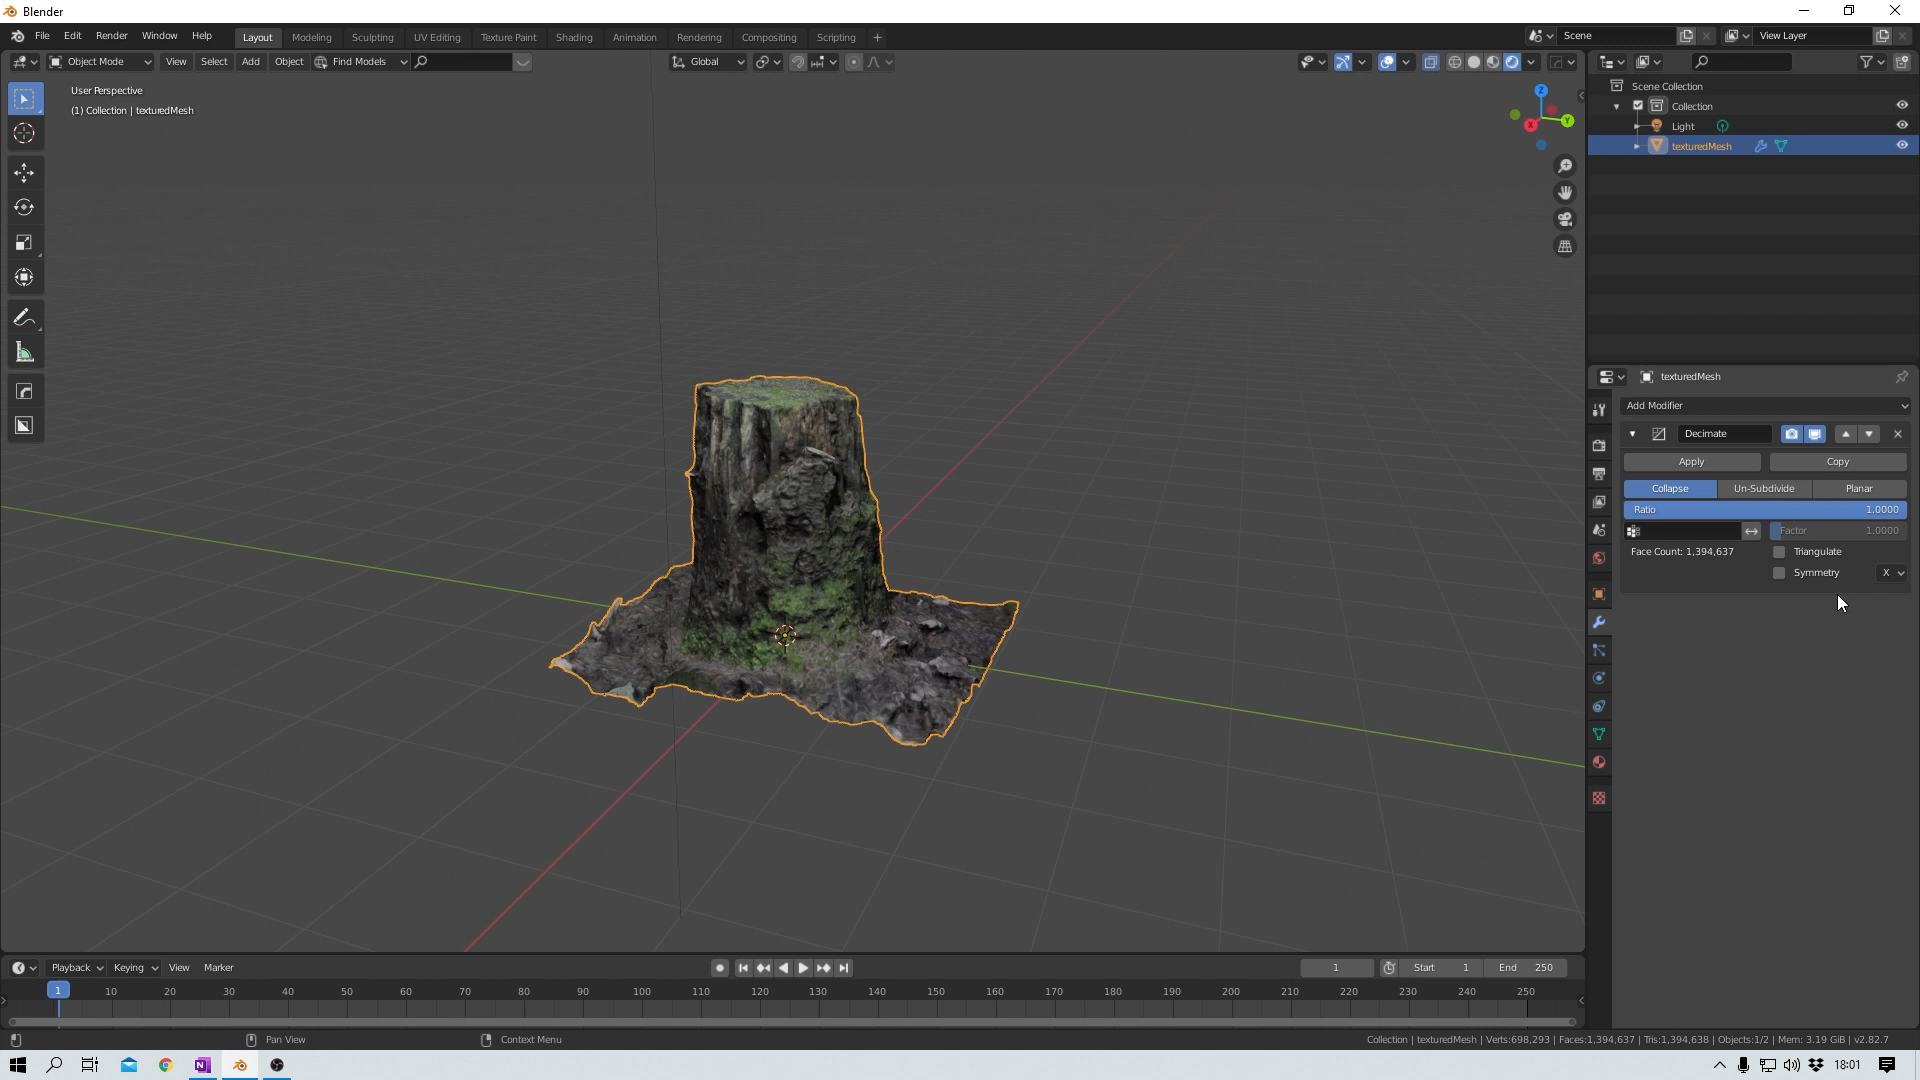 Blender
File Edit Render Window Help Layout Modeling Sculpting UV Editing Texture Paint Shading Animation Rendering Compositing Scripting + Scene View Layer
Object Mode View Select Add Object Find Models Global
User Perspective
(1) Collection | texturedMesh
Z
Y
X
Scene Collection
Collection
Light
texturedMesh
texturedMesh
Add Modifier
Decimate
Apply Copy
Collapse Un-Subdivide Planar
Ratio 1.0000
Factor 1.0000
Face Count: 1,394,637 Triangulate
Symmetry X
Playback Keying View Marker 1 Start 1 End 250
1 10 20 30 40 50 60 70 80 90 100 110 120 130 140 150 160 170 180 190 200 210 220 230 240 250
Pan View Context Menu Collection | texturedMesh | Verts:698,293 | Faces:1,394,637 | Tris:1,394,638 | Objects:1/2 | Mem: 3.19 GiB | v2.82.7
18:01